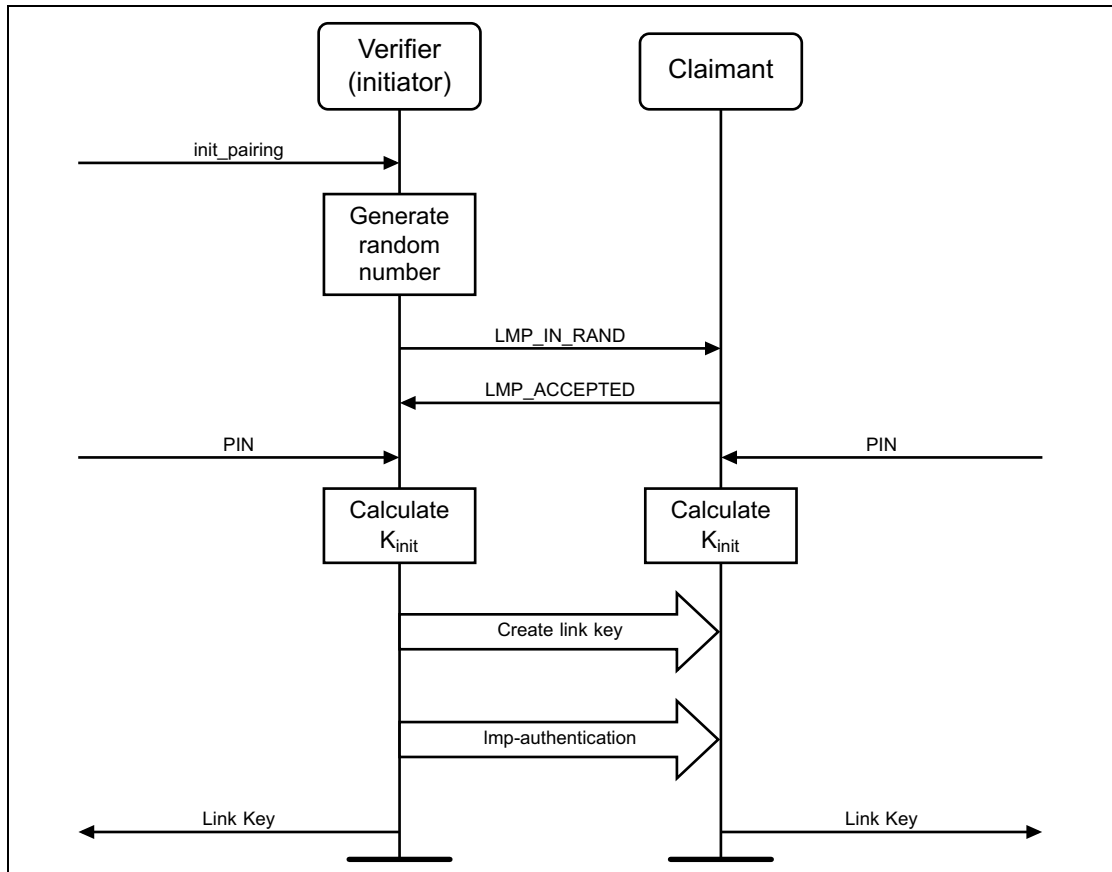 Verifier
(initiator)
Claimant
init_pairing
Generate
random
number
LMP_IN_RAND
LMP_ACCEPTED
PIN
PIN
Calculate
Kinit
Calculate
Kinit
Create link key
lmp-authentication
Link Key
Link Key